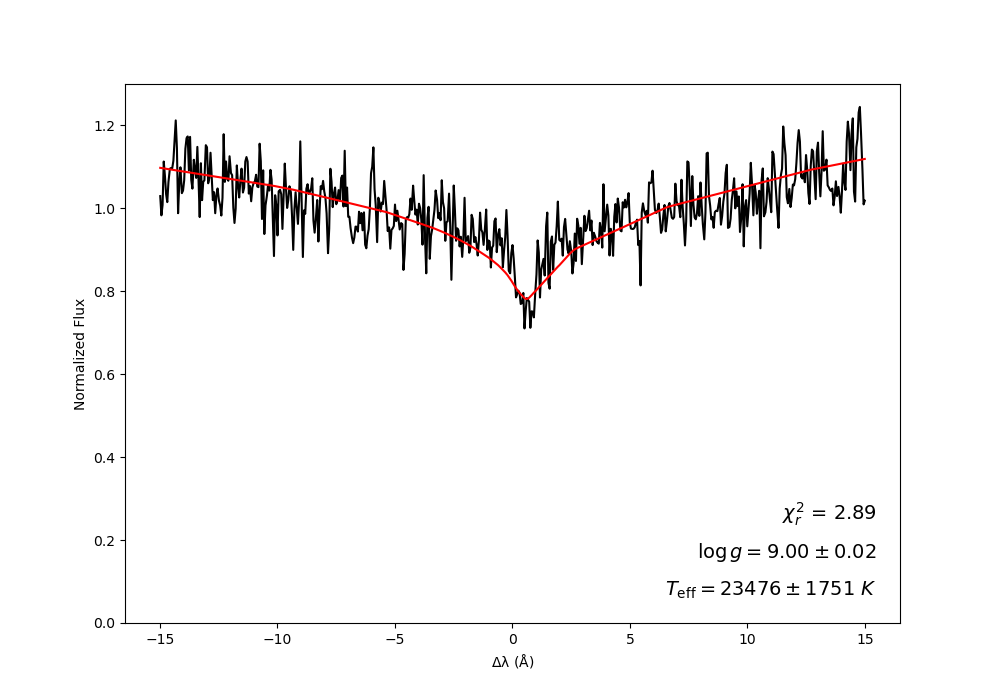 1.2
1.0
0.8
0.6
0.4
0.2
0.0
Normalized Flux
χ²ᵣ = 2.89
log g = 9.00 ± 0.02
T_eff = 23476 ± 1751 K
−15 −10 −5 0 5 10 15
Δλ (Å)